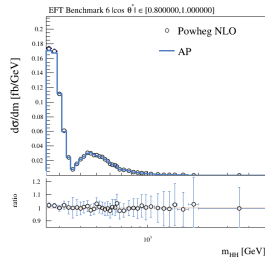 EFT Benchmark 6 |cos θ*| ∈ [0.800000,1.000000]
Powheg NLO
AP
dσ/dm [fb/GeV]
0.2
0.18
0.16
0.14
0.12
0.1
0.08
0.06
0.04
0.02
1.2
1.1
1.0
0.9
ratio
10³
m_HH [GeV]